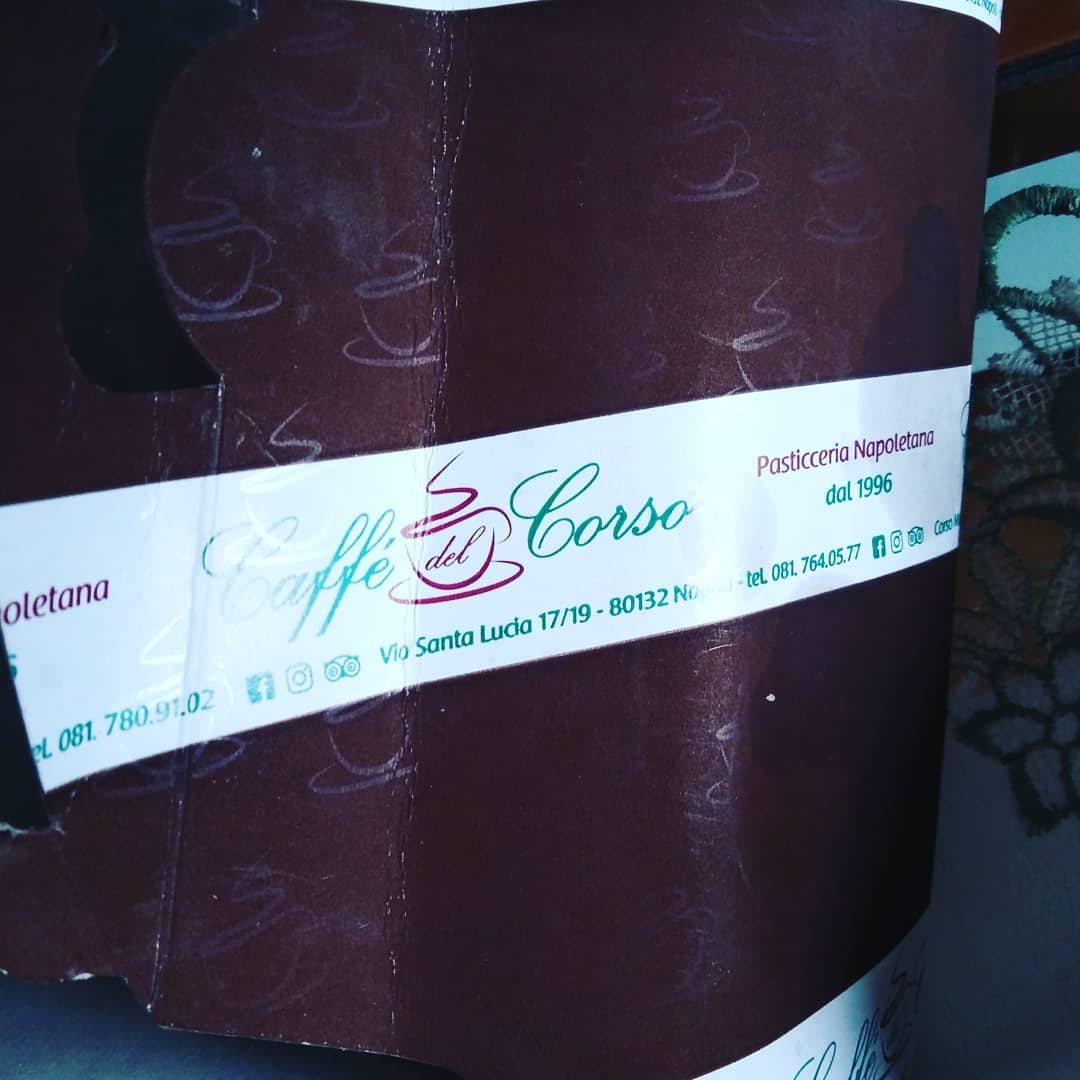 Caffé del Corso
Pasticceria Napoletana
dal 1996
Via Santa Lucia 17/19 - 80132 Napoli - tel. 081. 764.05.77
Corso
tel. 081. 780.91.02